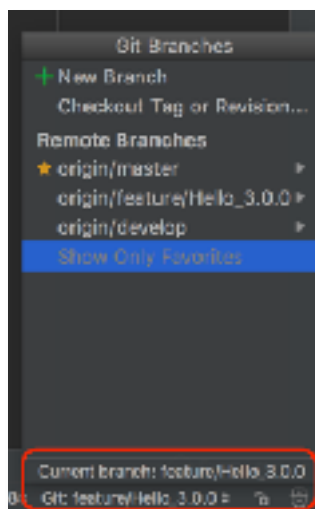 Git Branches
New Branch
Checkout Tag or Revision...
Remote Branches
origin/master
origin/feature/Hello_3.0.0
origin/develop
Show Only Favorites
Current branch: feature/Hello_3.0.0
Git: feature/Hello_3.0.0